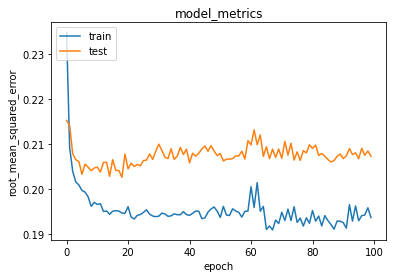 model_metrics
train
test
root_mean_squared_error
0.23
0.22
0.21
0.20
0.19
0 20 40 60 80 100
epoch